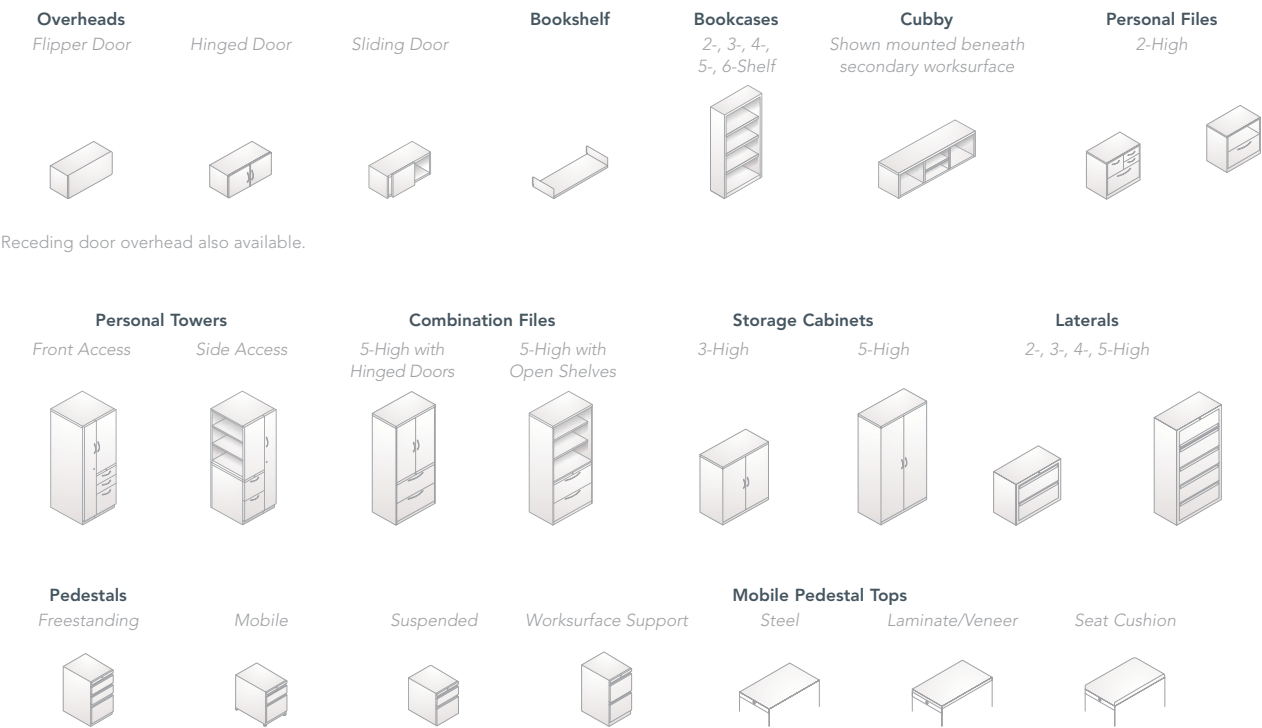 Overheads
Flipper Door
Hinged Door
Sliding Door
Bookshelf
Bookcases
2-, 3-, 4-,
5-, 6-Shelf
Cubby
Shown mounted beneath
secondary worksurface
Personal Files
2-High
Receding door overhead also available.
Personal Towers
Front Access
Side Access
Combination Files
5-High with
Hinged Doors
5-High with
Open Shelves
Storage Cabinets
3-High
5-High
Laterals
2-, 3-, 4-, 5-High
Pedestals
Freestanding
Mobile
Suspended
Worksurface Support
Mobile Pedestal Tops
Steel
Laminate/Veneer
Seat Cushion